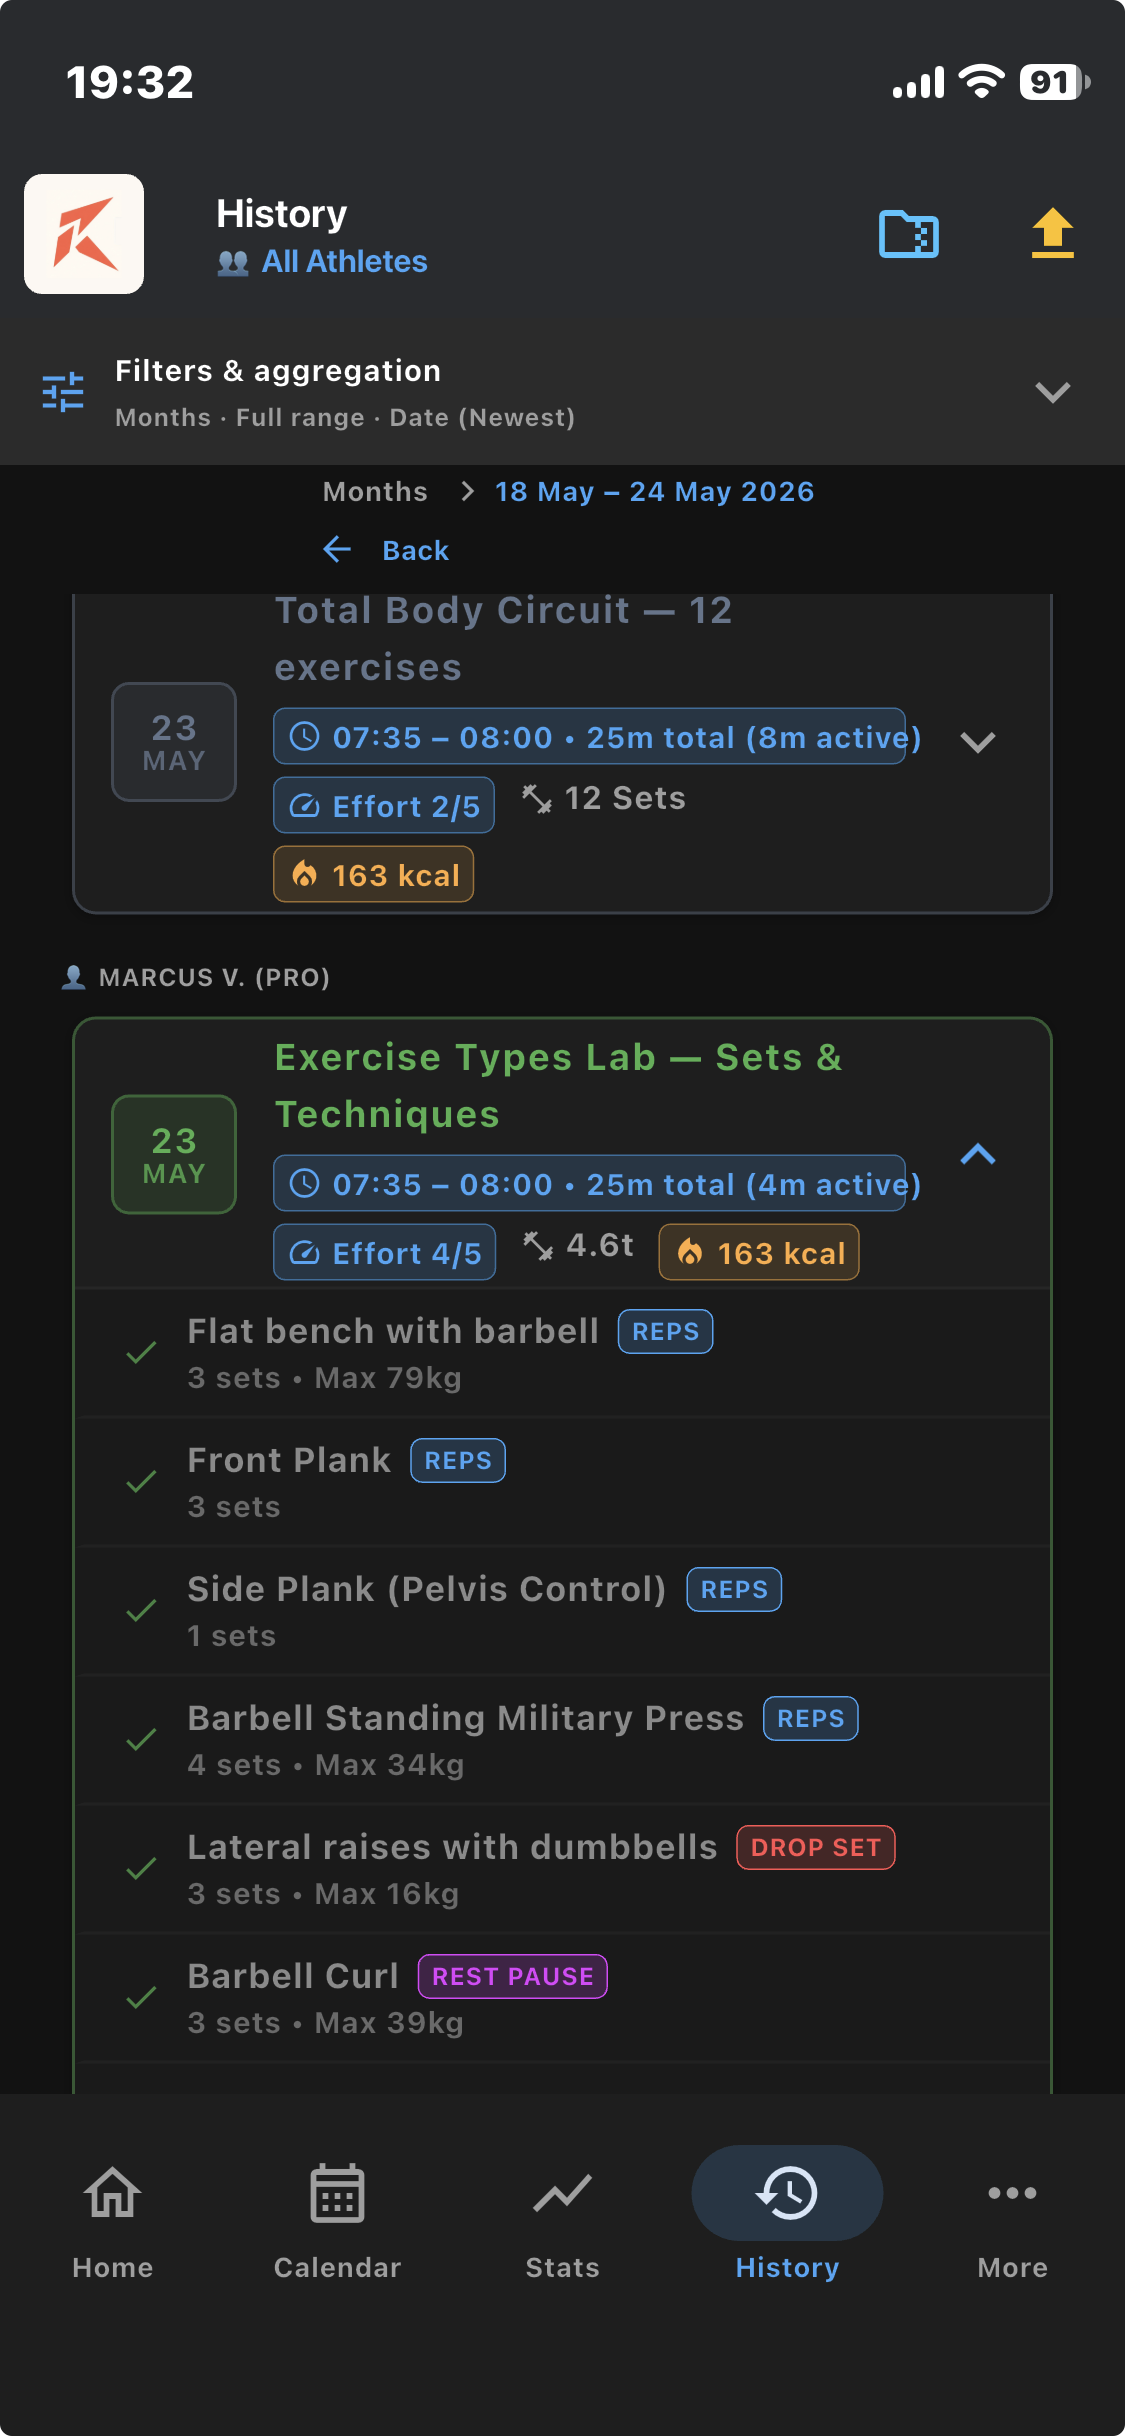 19:32
91
History
All Athletes
Filters & aggregation
Months · Full range · Date (Newest)
Months > 18 May – 24 May 2026
Back
Total Body Circuit — 12
exercises
23
MAY
07:35 – 08:00 • 25m total (8m active)
Effort 2/5
12 Sets
163 kcal
MARCUS V. (PRO)
Exercise Types Lab — Sets &
Techniques
23
MAY
07:35 – 08:00 • 25m total (4m active)
Effort 4/5
4.6t
163 kcal
Flat bench with barbell REPS
3 sets • Max 79kg
Front Plank REPS
3 sets
Side Plank (Pelvis Control) REPS
1 sets
Barbell Standing Military Press REPS
4 sets • Max 34kg
Lateral raises with dumbbells DROP SET
3 sets • Max 16kg
Barbell Curl REST PAUSE
3 sets • Max 39kg
Home
Calendar
Stats
History
More